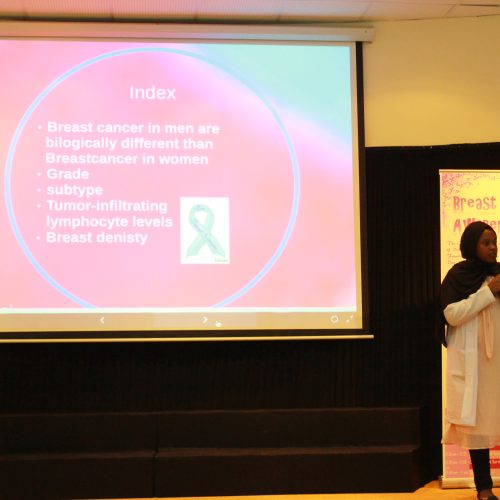 Index
• Breast cancer in men are
bilogically different than
Breastcancer in women
• Grade
• subtype
• Tumor-infiltrating
lymphocyte levels
• Breast denisty
Breast